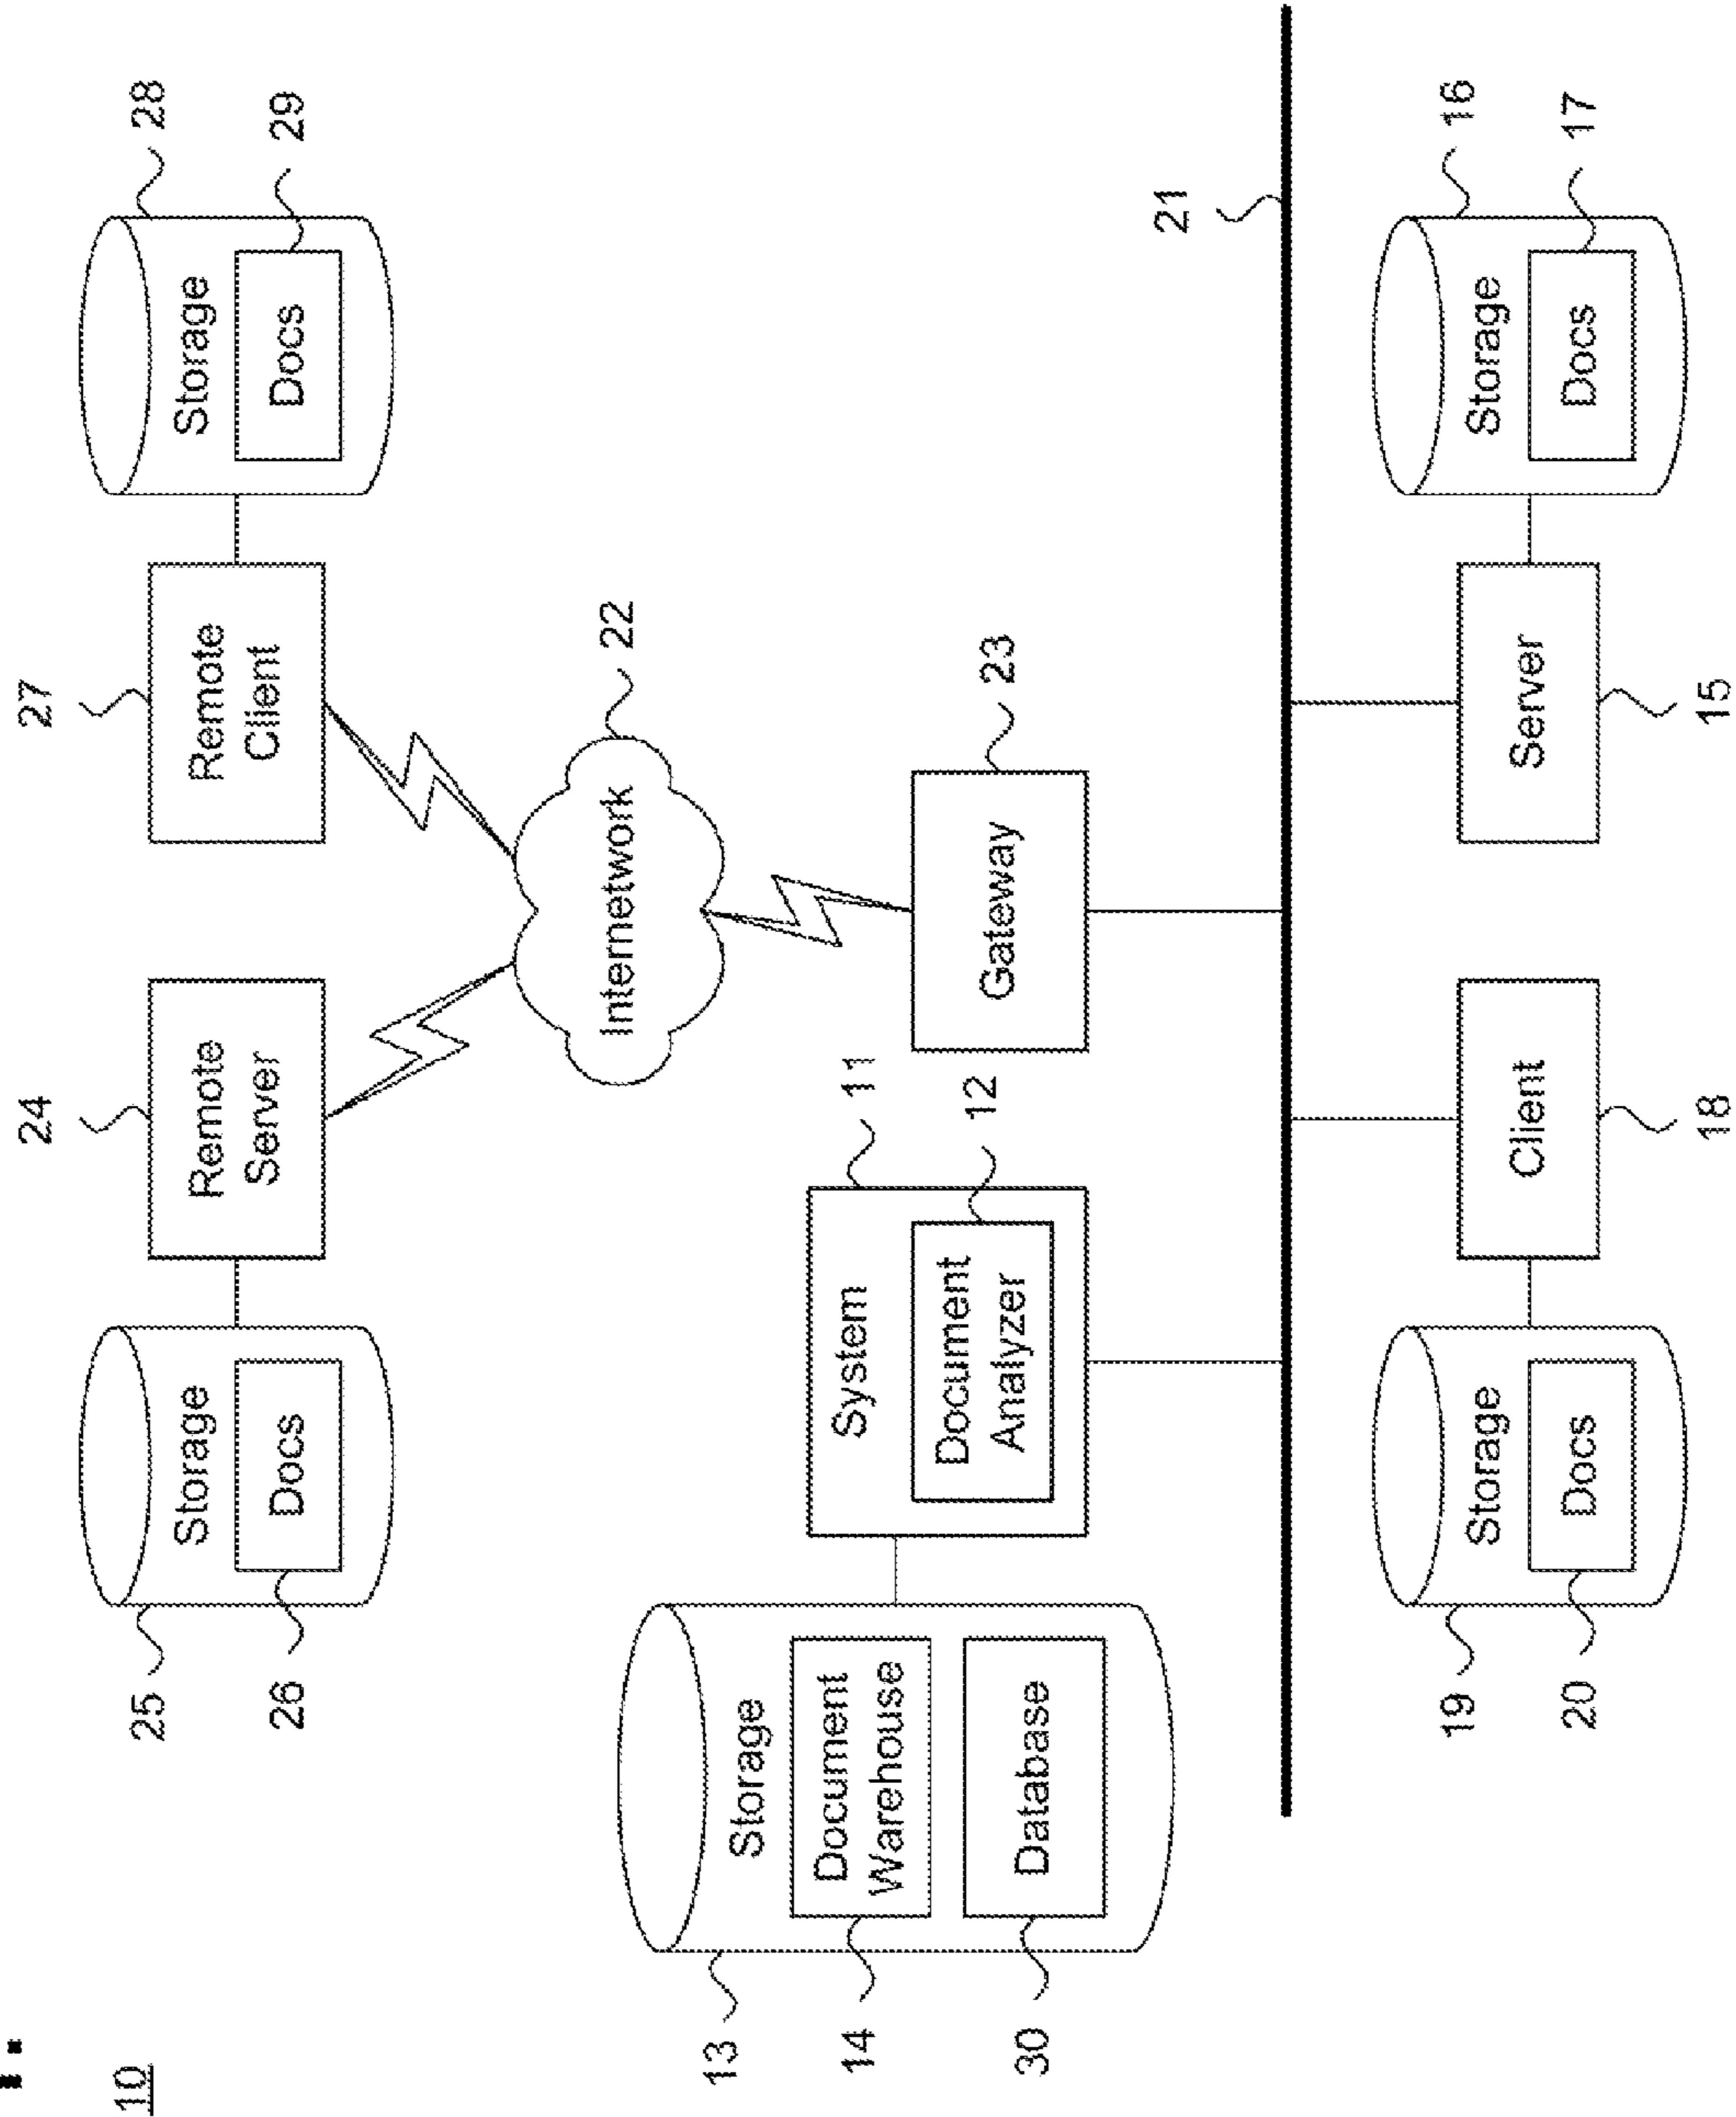 10
24
27
25
Storage
Docs
26
Remote
Server
Remote
Client
Storage
Docs
28
29
Internetwork
22
13
Storage
Document
Warehouse
14
Database
30
System
Document
Analyzer
11
12
Gateway
23
21
19
Storage
Docs
20
Client
18
Server
15
Storage
Docs
16
17